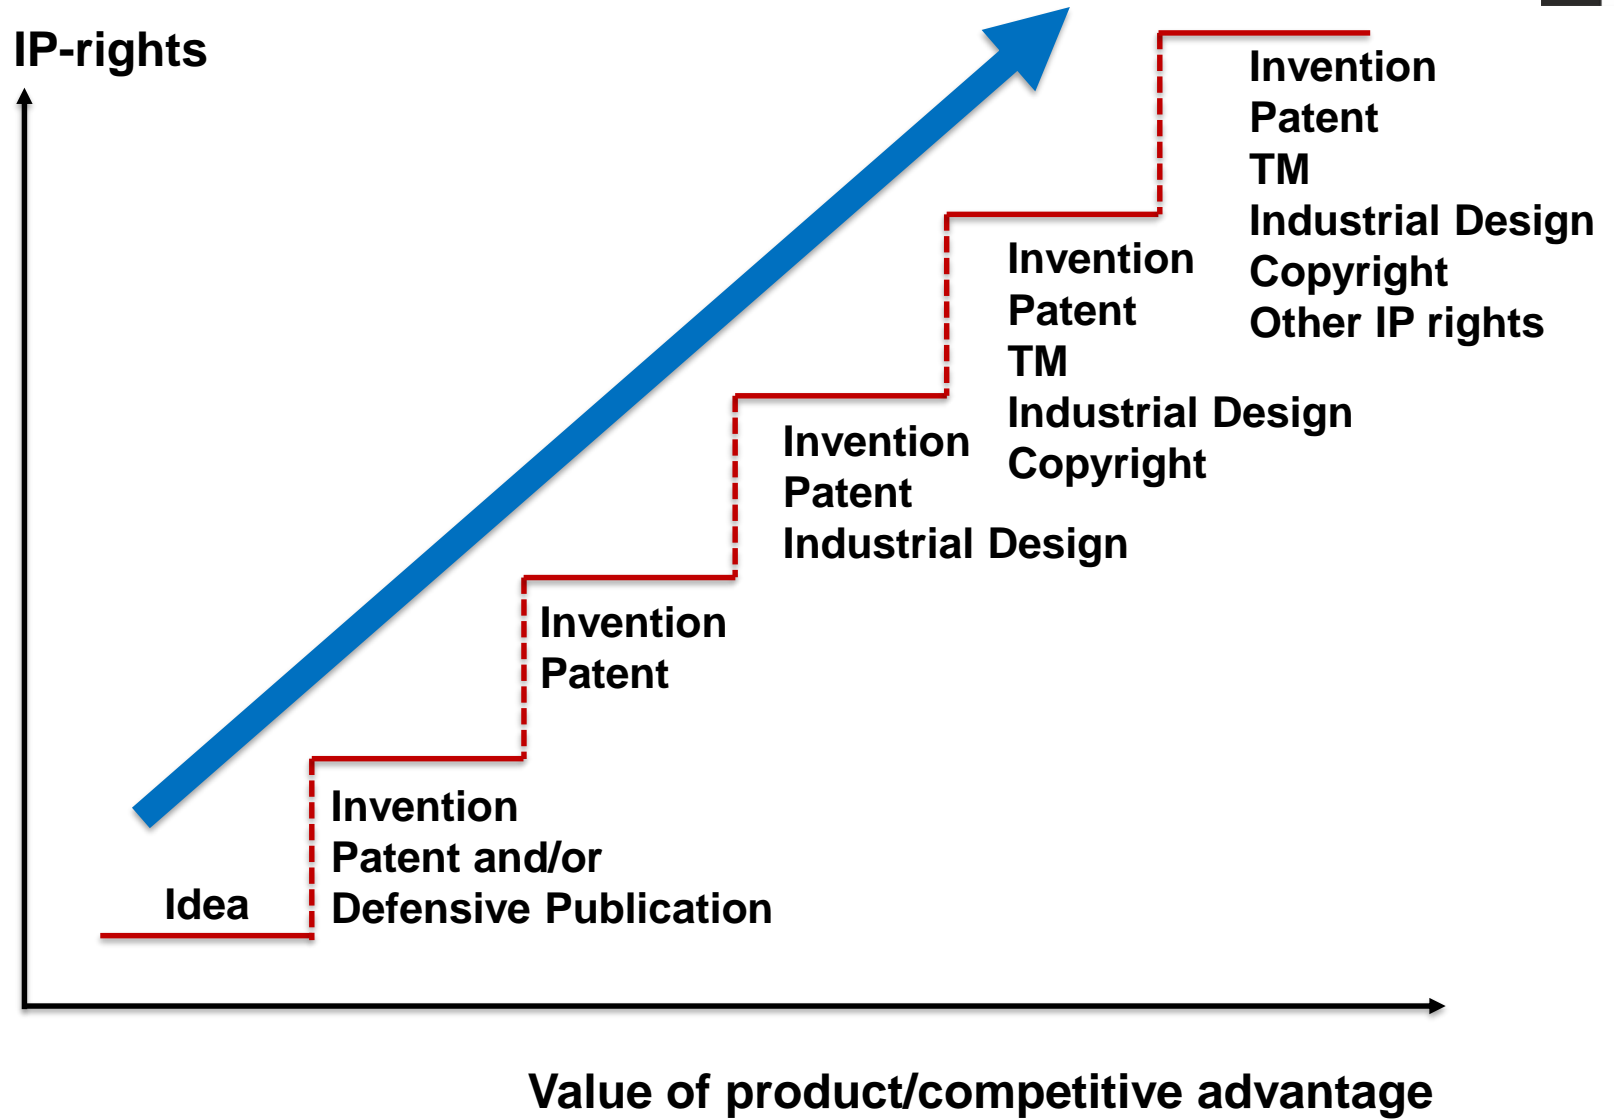 IP-rights
Invention
Patent
TM
Industrial Design
Copyright
Other IP rights
Invention
Patent
TM
Industrial Design
Copyright
Invention
Patent
Industrial Design
Invention
Patent
Invention
Patent and/or
Defensive Publication
Idea
Value of product/competitive advantage